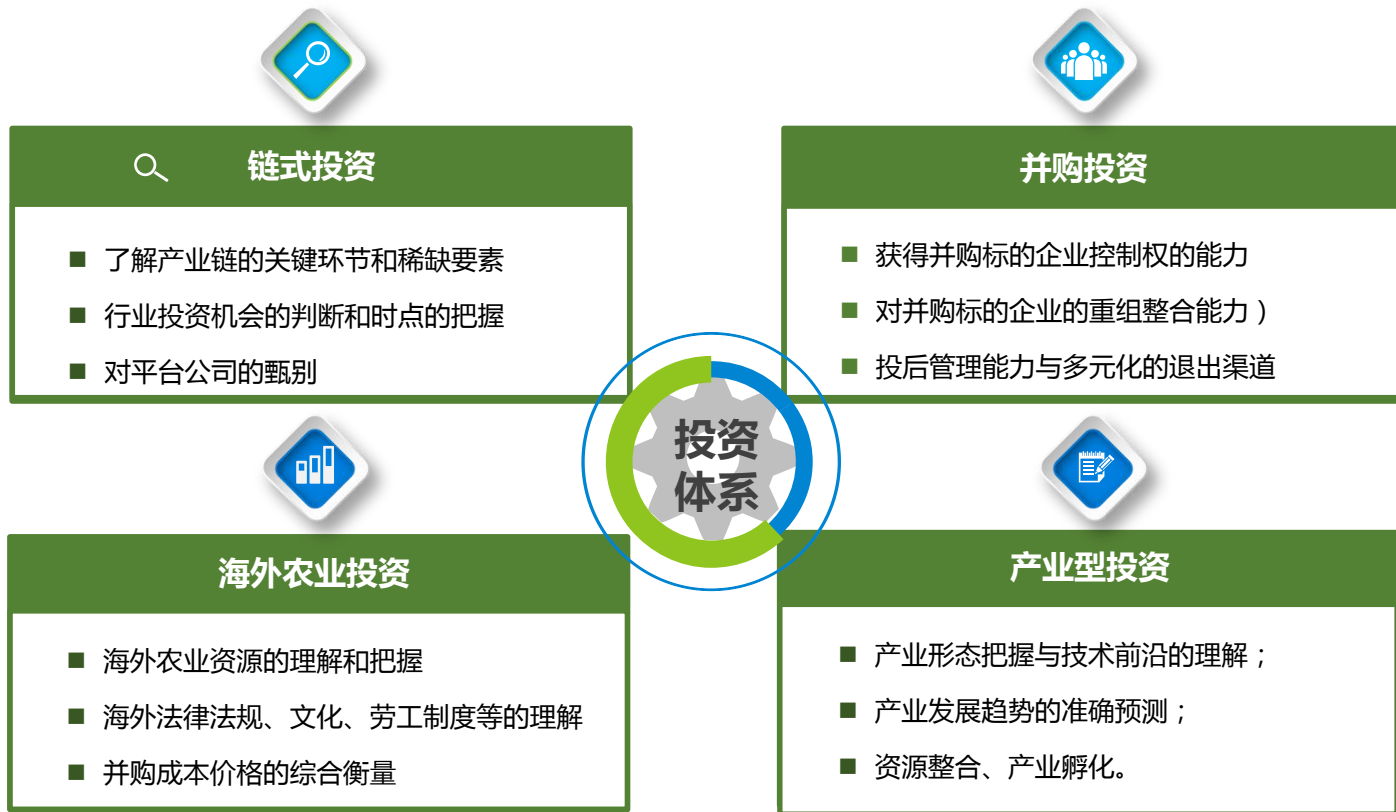 链式投资
了解产业链的关键环节和稀缺要素
行业投资机会的判断和时点的把握
对平台公司的甄别
并购投资
获得并购标的企业控制权的能力
对并购标的企业的重组整合能力）
投后管理能力与多元化的退出渠道
投资
体系
海外农业投资
海外农业资源的理解和把握
海外法律法规、文化、劳工制度等的理解
并购成本价格的综合衡量
产业型投资
产业形态把握与技术前沿的理解；
产业发展趋势的准确预测；
资源整合、产业孵化。